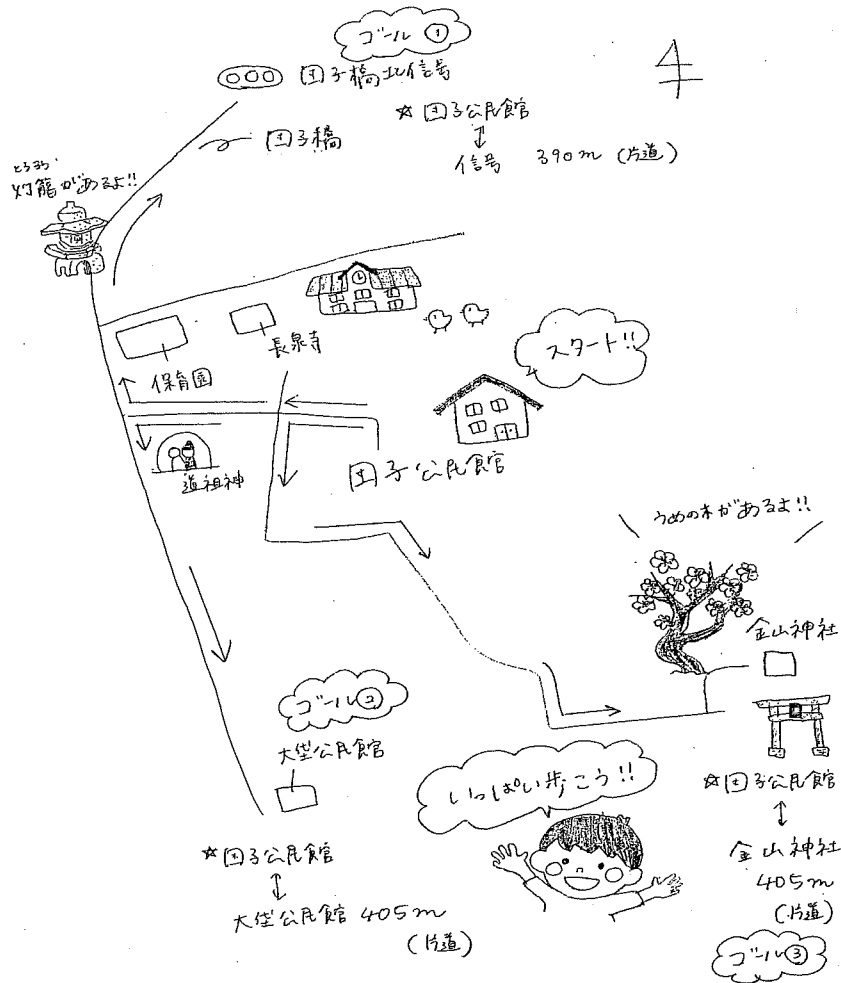 ゴール①
団子橋北信号
☆団子公民館
↕
信号 390m (片道)
団子橋
とうろう
灯籠があるよ!!
長泉寺
保育園
スタート!!
道祖神
団子公民館
うめの木があるよ!!
金山神社
ゴール②
大垈公民館
☆団子公民館
↕
大垈公民館 405m
(片道)
いっぱい歩こう!!
☆団子公民館
↕
金山神社
405m
(片道)
ゴール③